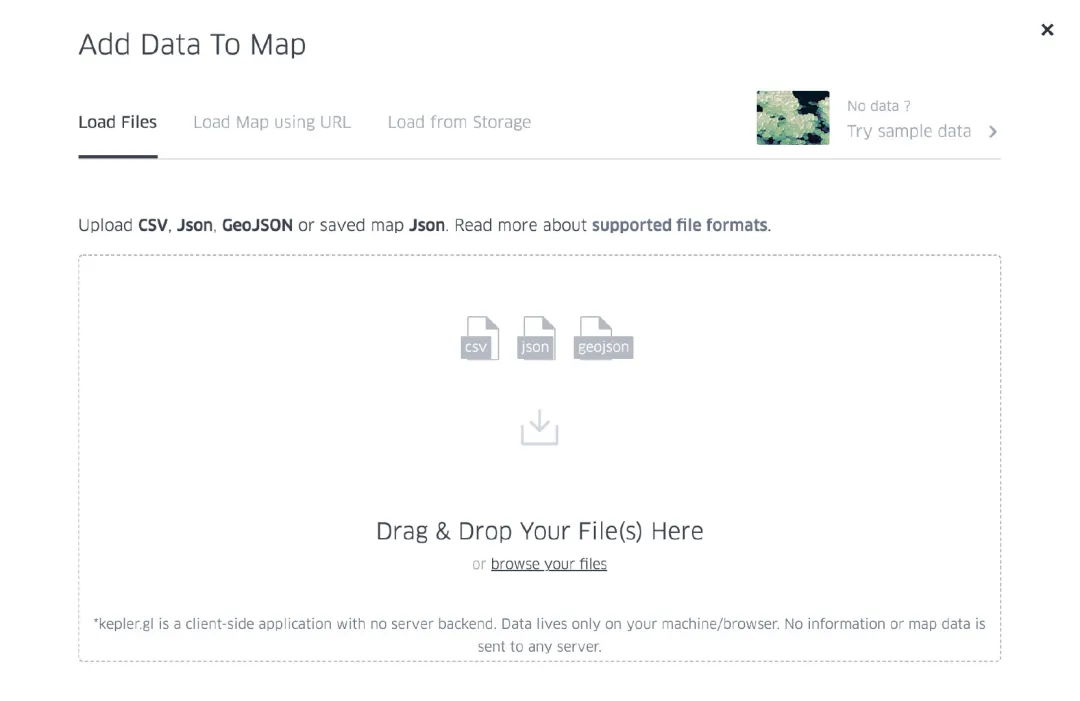 Add Data To Map
Load Files
Load Map using URL
Load from Storage
No data ?
Try sample data
Upload CSV, Json, GeoJSON or saved map Json. Read more about supported file formats.
csv
json
geojson
Drag & Drop Your File(s) Here
or browse your files
*kepler.gl is a client-side application with no server backend. Data lives only on your machine/browser. No information or map data is
sent to any server.